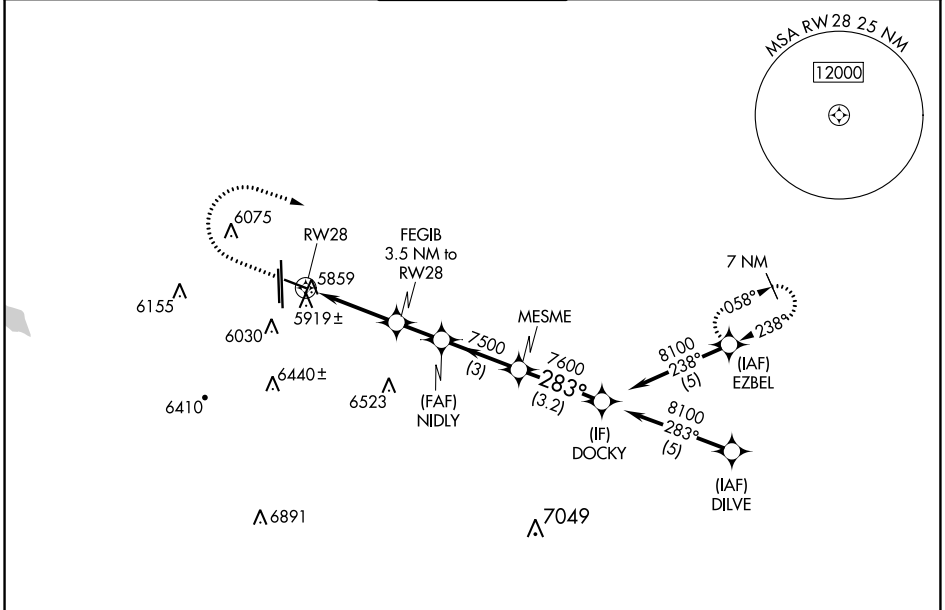 MSA RW28 25 NM
12000
6075
RW28
FEGIB
3.5 NM to
RW28
7 NM
5859
6155
5919±
058°
238°
MESME
6030
7500
(3)
7600
283°
(3.2)
8100
238°
(5)
(IAF)
EZBEL
6440±
6523
6410
(FAF)
NIDLY
8100
283°
(5)
(IF)
DOCKY
(IAF)
DILVE
6891
7049